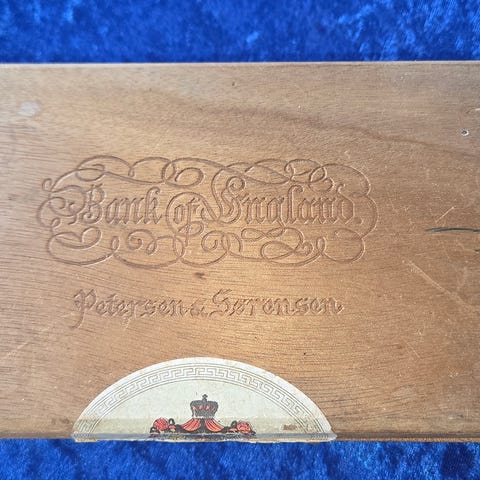 Bank of England.
Petersen & Sørensen